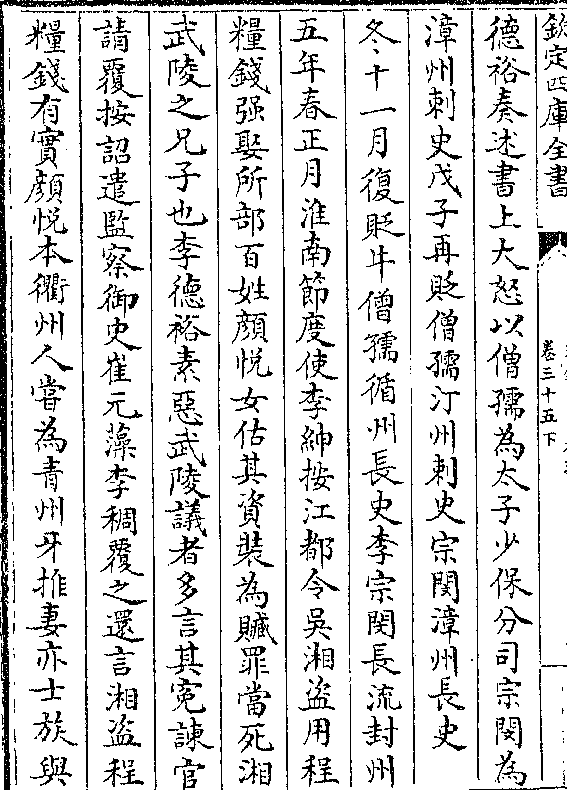 欽定四庫全書
卷三十五下
德裕奏述書上大怒以僧孺為太子少保分司宗閔為
漳州刺史戊子再貶僧孺汀州刺史宗閔漳州長史
冬十一月復貶牛僧孺循州長史李宗閔長流封州
五年春正月淮南節度使李紳按江都令吳湘盜用程
糧錢强娶所部百姓顔悅女估其資裝為贓罪當死湘
武陵之兄子也李德裕素惡武陵議者多言其寃諫官
請覆按詔遣監察御史崔元藻李稠覆之還言湘盜程
糧錢有實顔悅本衢州人嘗為青州牙推妻亦士族與